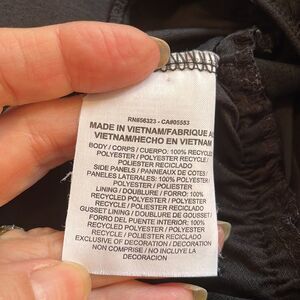 RN#56323 - CA#05553
MADE IN VIETNAM/FABRIQUE AU
VIETNAM/HECHO EN VIETNAM
BODY / CORPS / CUERPO: 100% RECYCLED
POLYESTER / POLYESTER RECYCLE /
POLIESTER RECICLADO
SIDE PANELS / PANNEAUX DE COTES /
PANELES LATERALES: 100% POLYESTER /
POLYESTER / POLIESTER
LINING / DOUBLURE / FORRO: 100%
RECYCLED POLYESTER / POLYESTER
RECYCLE / POLIESTER RECICLADO
GUSSET LINING / DOUBLURE DE GOUSSET /
FORRO DEL PUENTE INTERIOR: 100%
RECYCLED POLYESTER / POLYESTER
RECYCLE / POLIESTER RECICLADO
EXCLUSIVE OF DECORATION / DECORATION
NON COMPRISE / NO INCLUYE LA
DECORACION